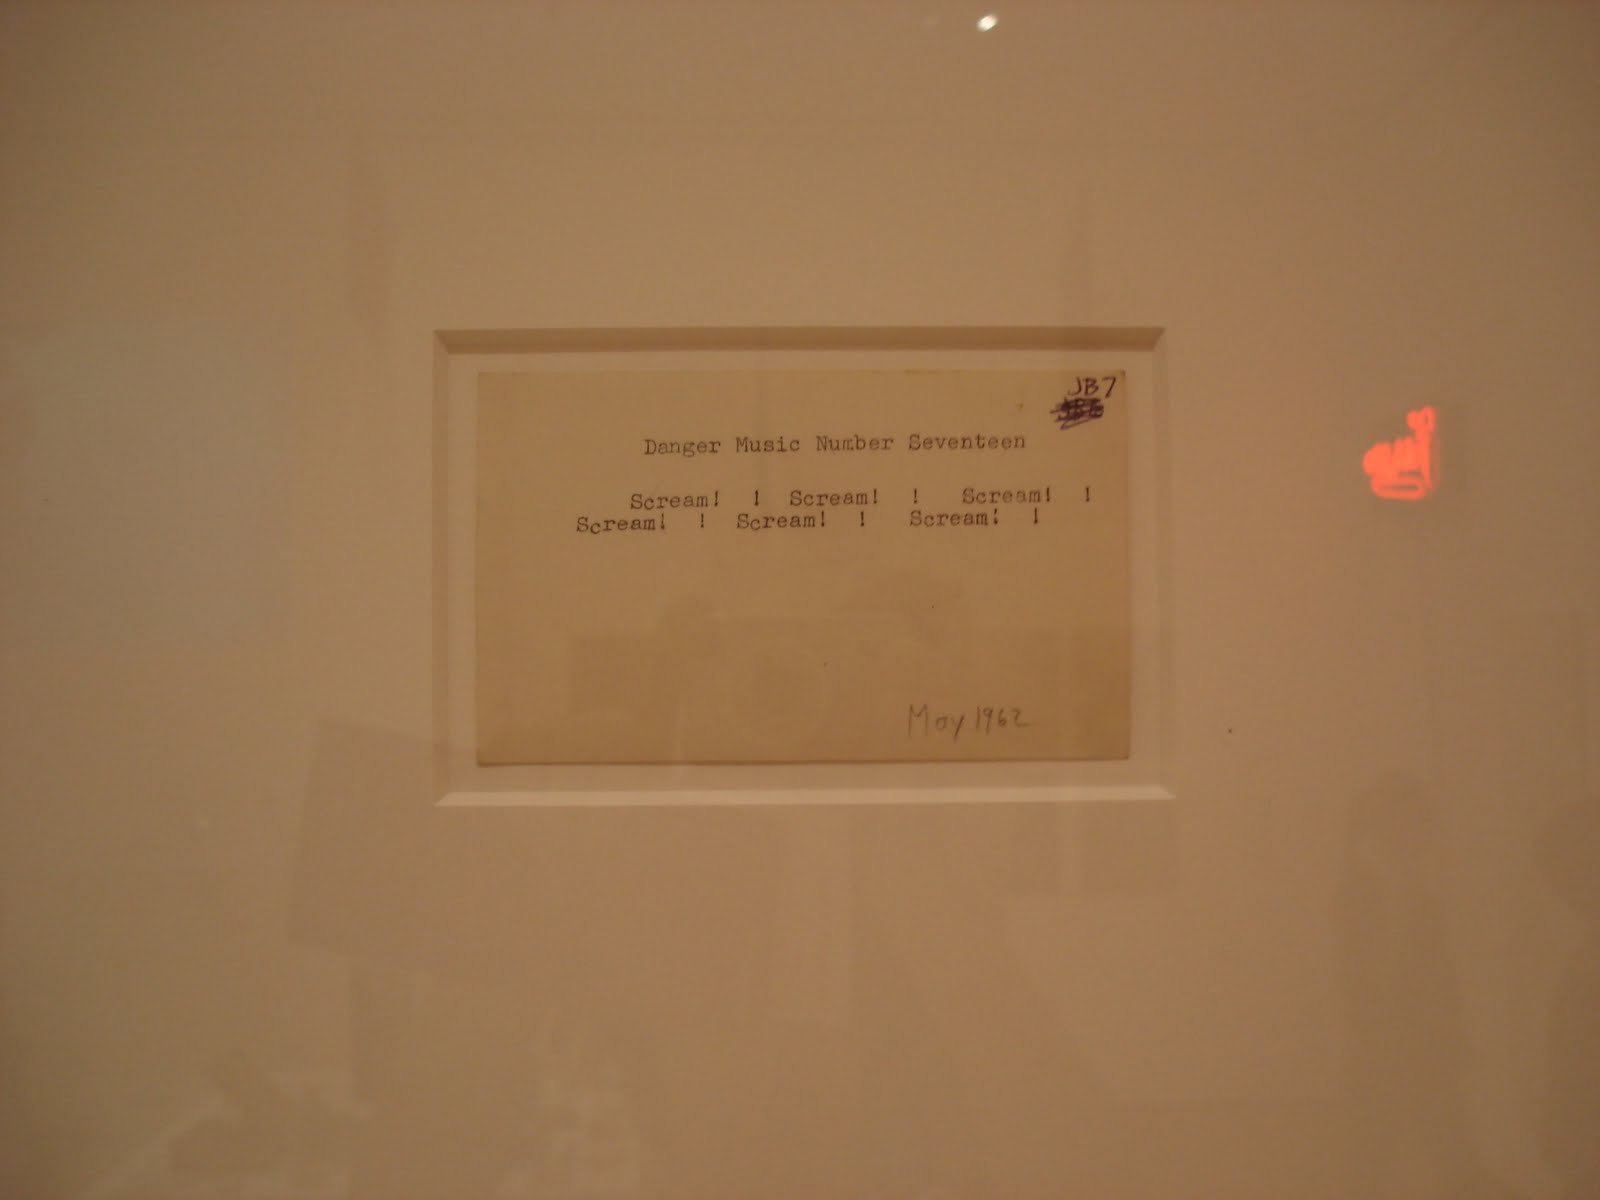 JB7
Danger Music Number Seventeen
Scream! ! Scream! ! Scream! !
Scream! ! Scream! ! Scream! !
May 1962